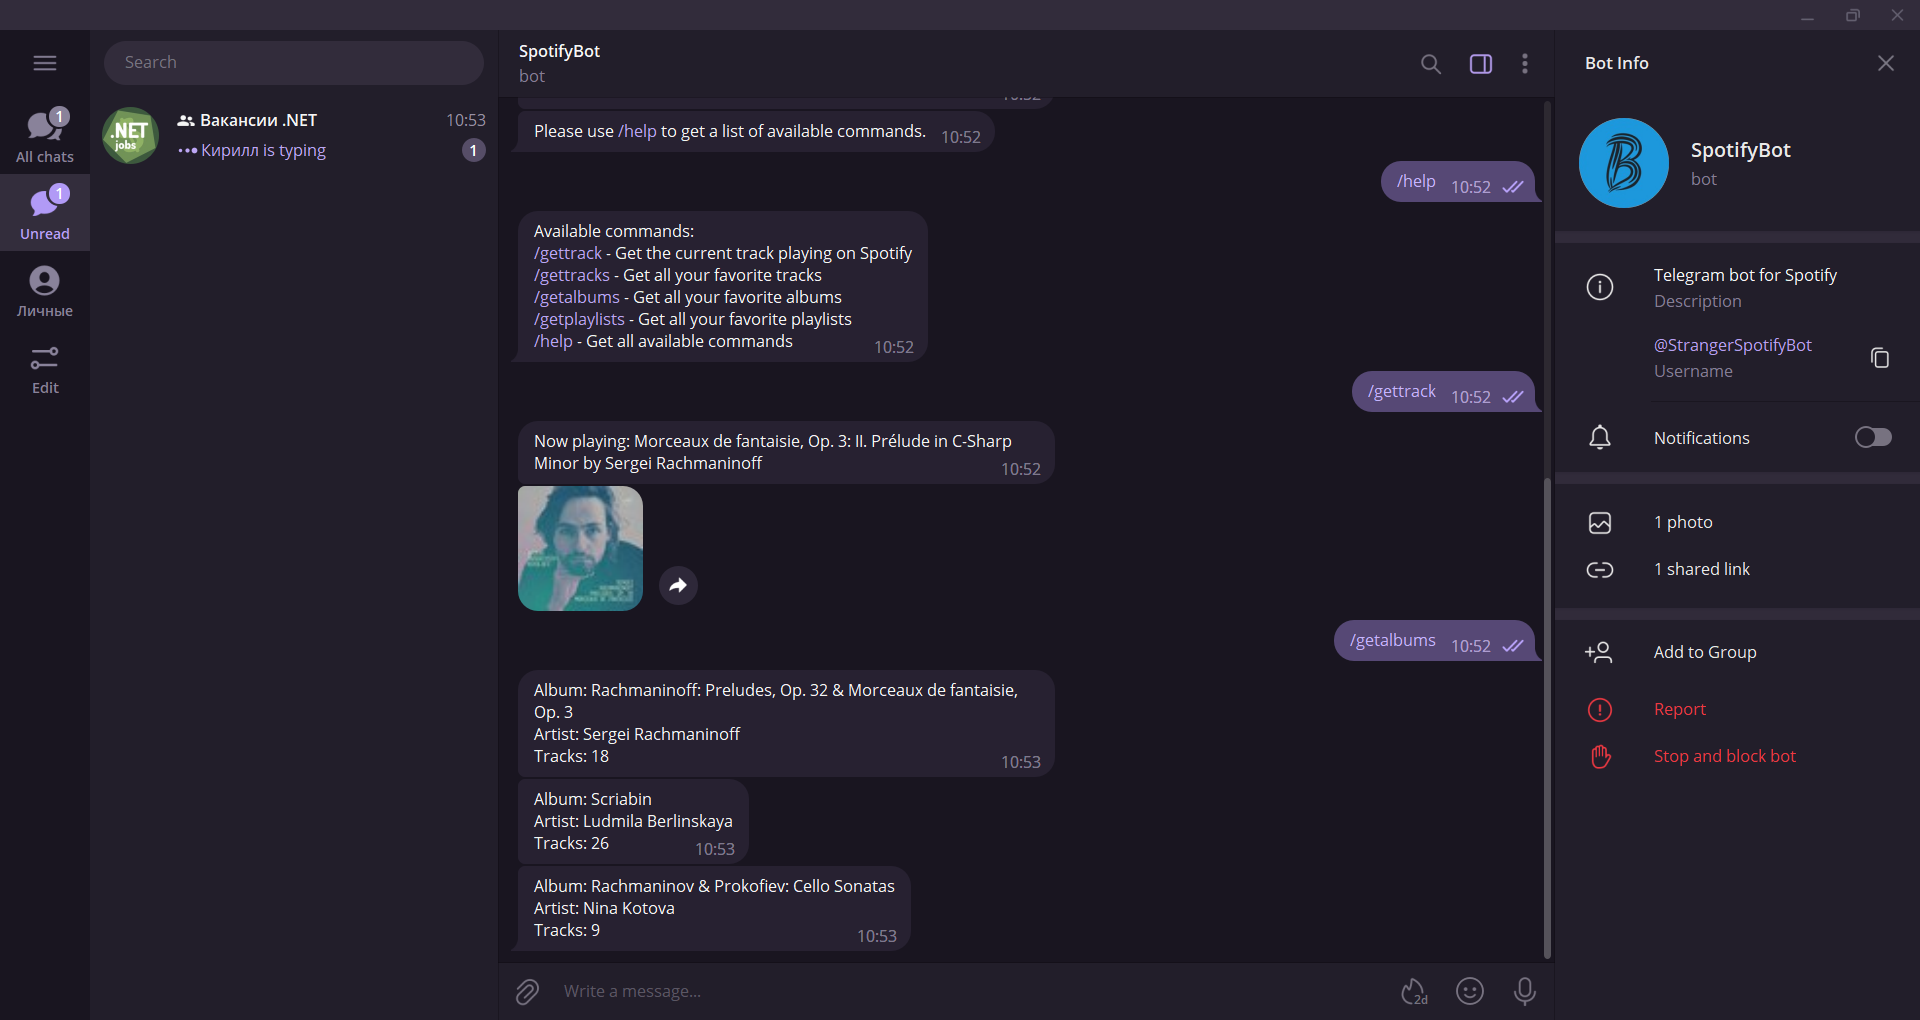 Search
1
All chats
1
Unread
Личные
Edit
.NET
jobs
Вакансии .NET 10:53
Кирилл is typing 1
SpotifyBot
bot
Please use /help to get a list of available commands. 10:52
/help 10:52
Available commands:
/gettrack - Get the current track playing on Spotify
/gettracks - Get all your favorite tracks
/getalbums - Get all your favorite albums
/getplaylists - Get all your favorite playlists
/help - Get all available commands 10:52
/gettrack 10:52
Now playing: Morceaux de fantaisie, Op. 3: II. Prélude in C-Sharp
Minor by Sergei Rachmaninoff 10:52
/getalbums 10:52
Album: Rachmaninoff: Preludes, Op. 32 & Morceaux de fantaisie,
Op. 3
Artist: Sergei Rachmaninoff
Tracks: 18 10:53
Album: Scriabin
Artist: Ludmila Berlinskaya
Tracks: 26 10:53
Album: Rachmaninov & Prokofiev: Cello Sonatas
Artist: Nina Kotova
Tracks: 9 10:53
Write a message...
2d
Bot Info
SpotifyBot
bot
Telegram bot for Spotify
Description
@StrangerSpotifyBot
Username
Notifications
1 photo
1 shared link
Add to Group
Report
Stop and block bot